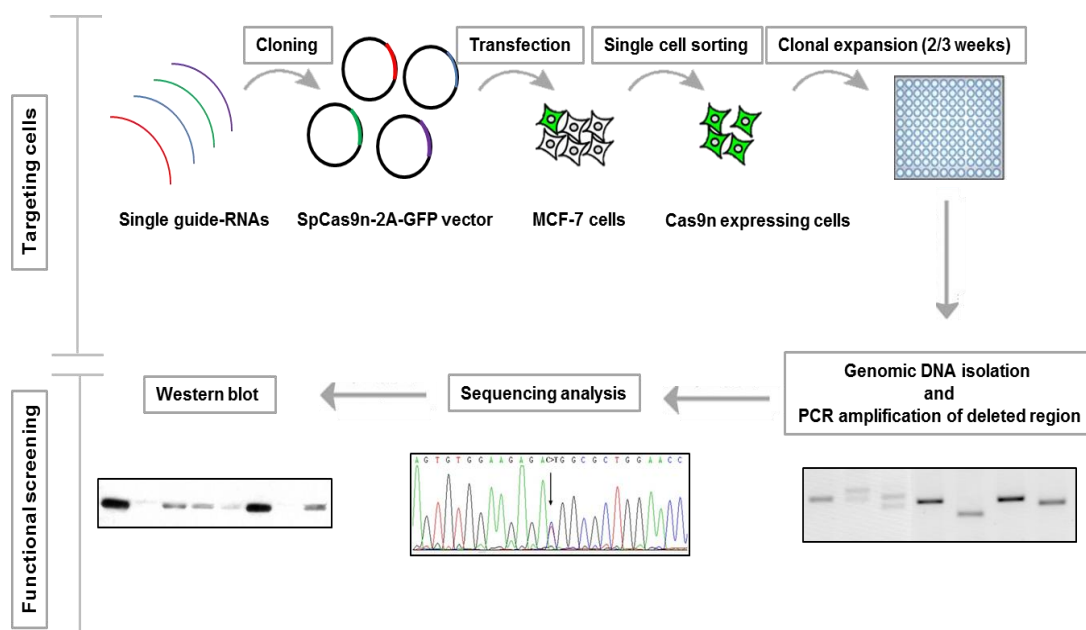 Targeting cells
Cloning
Transfection
Single cell sorting
Clonal expansion (2/3 weeks)
Single guide-RNAs
SpCas9n-2A-GFP vector
MCF-7 cells
Cas9n expressing cells
Functional screening
Western blot
Sequencing analysis
Genomic DNA isolation
and
PCR amplification of deleted region